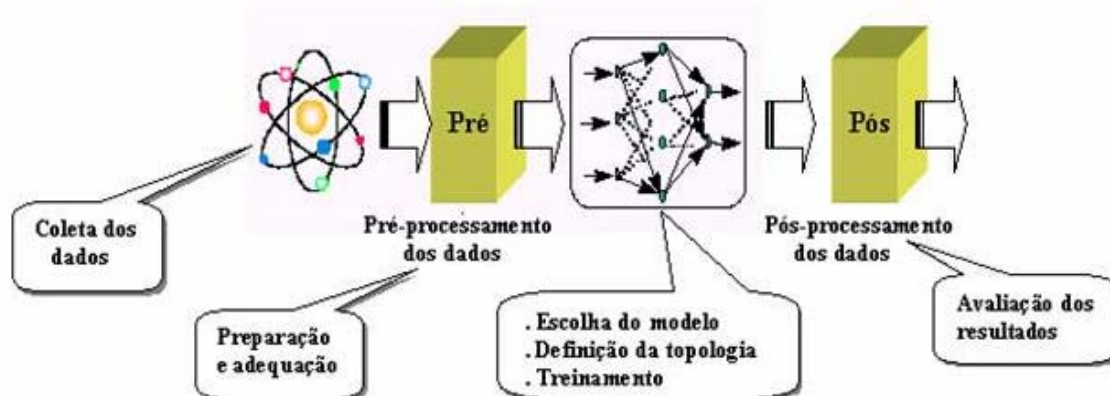 Pré
Pós
Coleta dos
dados
Pré-processamento
dos dados
Pós-processamento
dos dados
Preparação
e adequação
. Escolha do modelo
. Definição da topologia
. Treinamento
Avaliação dos
resultados